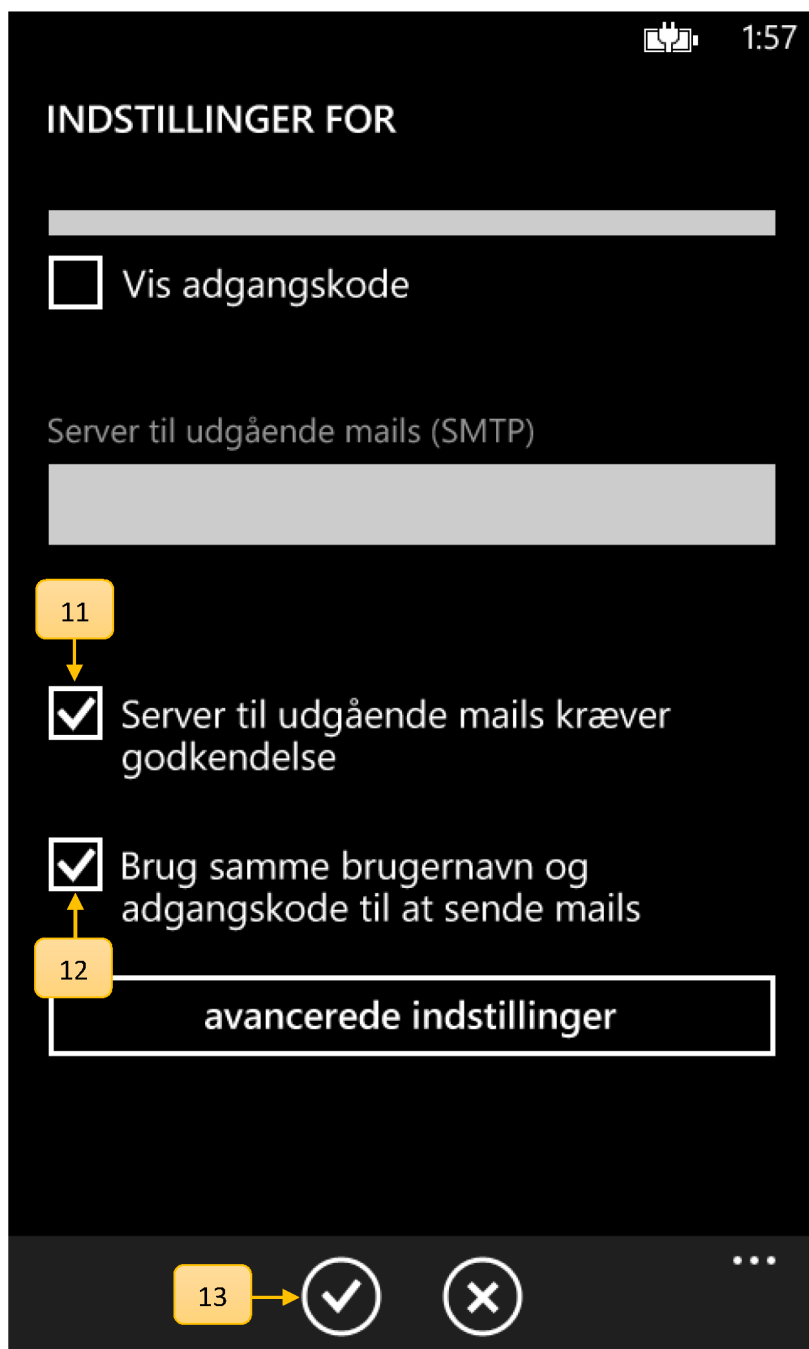 1:57
INDSTILLINGER FOR
Vis adgangskode
Server til udgående mails (SMTP)
11
Server til udgående mails kræver
godkendelse
Brug samme brugernavn og
adgangskode til at sende mails
12
avancerede indstillinger
...
13